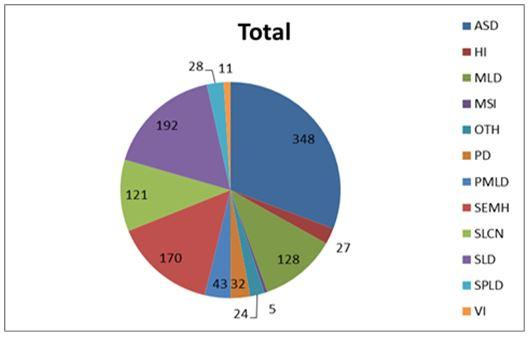 Total
28
11
348
27
128
5
24
32
43
170
121
192
ASD
HI
MLD
MSI
OTH
PD
PMLD
SEMH
SLCN
SLD
SPLD
VI